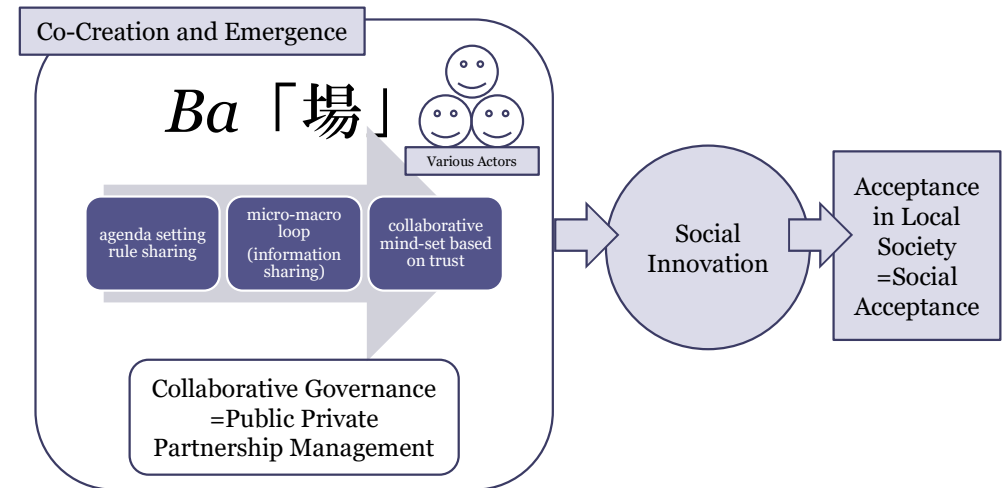 Co-Creation and Emergence
Ba「場」
Various Actors
agenda setting
rule sharing
micro-macro
loop
(information
sharing)
collaborative
mind-set based
on trust
Collaborative Governance
=Public Private
Partnership Management
Social
Innovation
Acceptance
in Local
Society
=Social
Acceptance